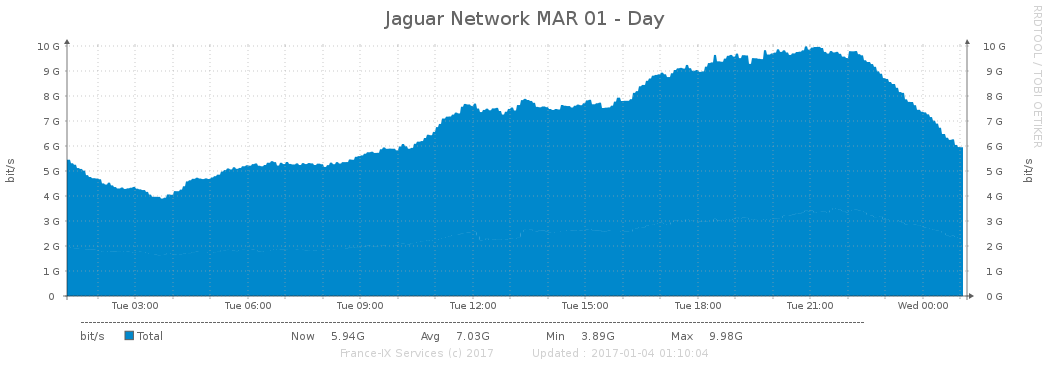 Jaguar Network MAR 01 - Day
RRDTOOL / TOBI OETIKER
bit/s
10 G
9 G
8 G
7 G
6 G
5 G
4 G
3 G
2 G
1 G
0
10 G
9 G
8 G
7 G
6 G
5 G
4 G
3 G
2 G
1 G
0 G
bit/s
Tue 03:00 Tue 06:00 Tue 09:00 Tue 12:00 Tue 15:00 Tue 18:00 Tue 21:00 Wed 00:00
bit/s Total Now 5.94G Avg 7.03G Min 3.89G Max 9.98G
France-IX Services (c) 2017 Updated : 2017-01-04 01:10:04